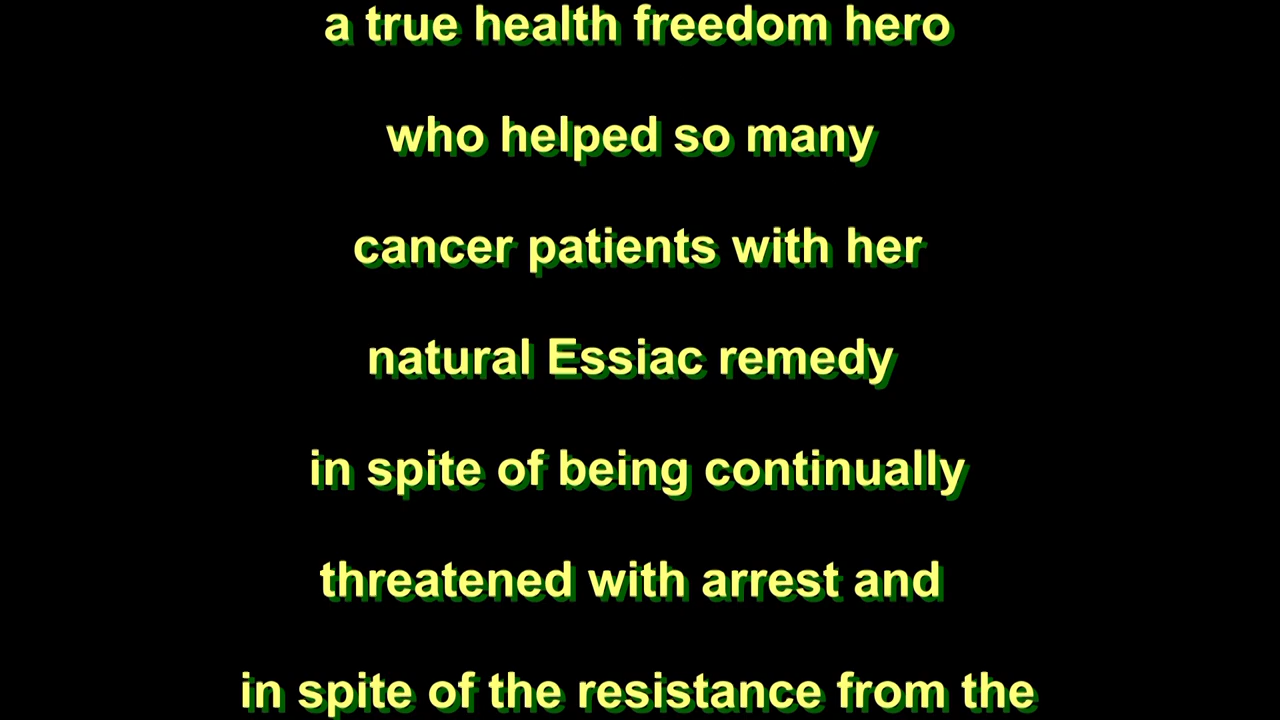 a true health freedom hero
who helped so many
cancer patients with her
natural Essiac remedy
in spite of being continually
threatened with arrest and
in spite of the resistance from the